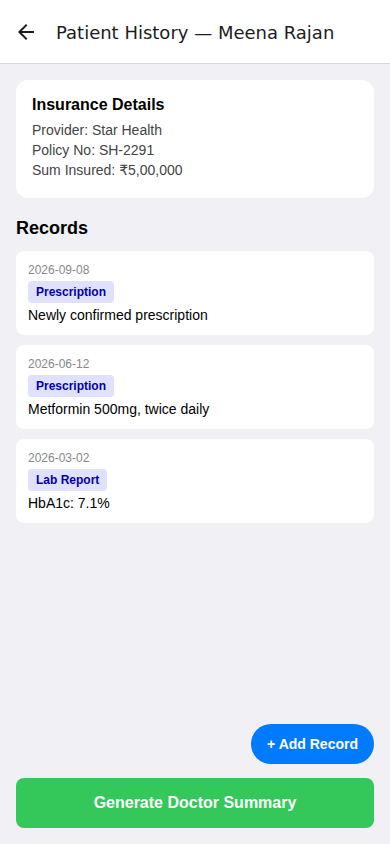 Patient History — Meena Rajan
Insurance Details
Provider: Star Health
Policy No: SH-2291
Sum Insured: ₹5,00,000
Records
2026-09-08
Prescription
Newly confirmed prescription
2026-06-12
Prescription
Metformin 500mg, twice daily
2026-03-02
Lab Report
HbA1c: 7.1%
+ Add Record
Generate Doctor Summary